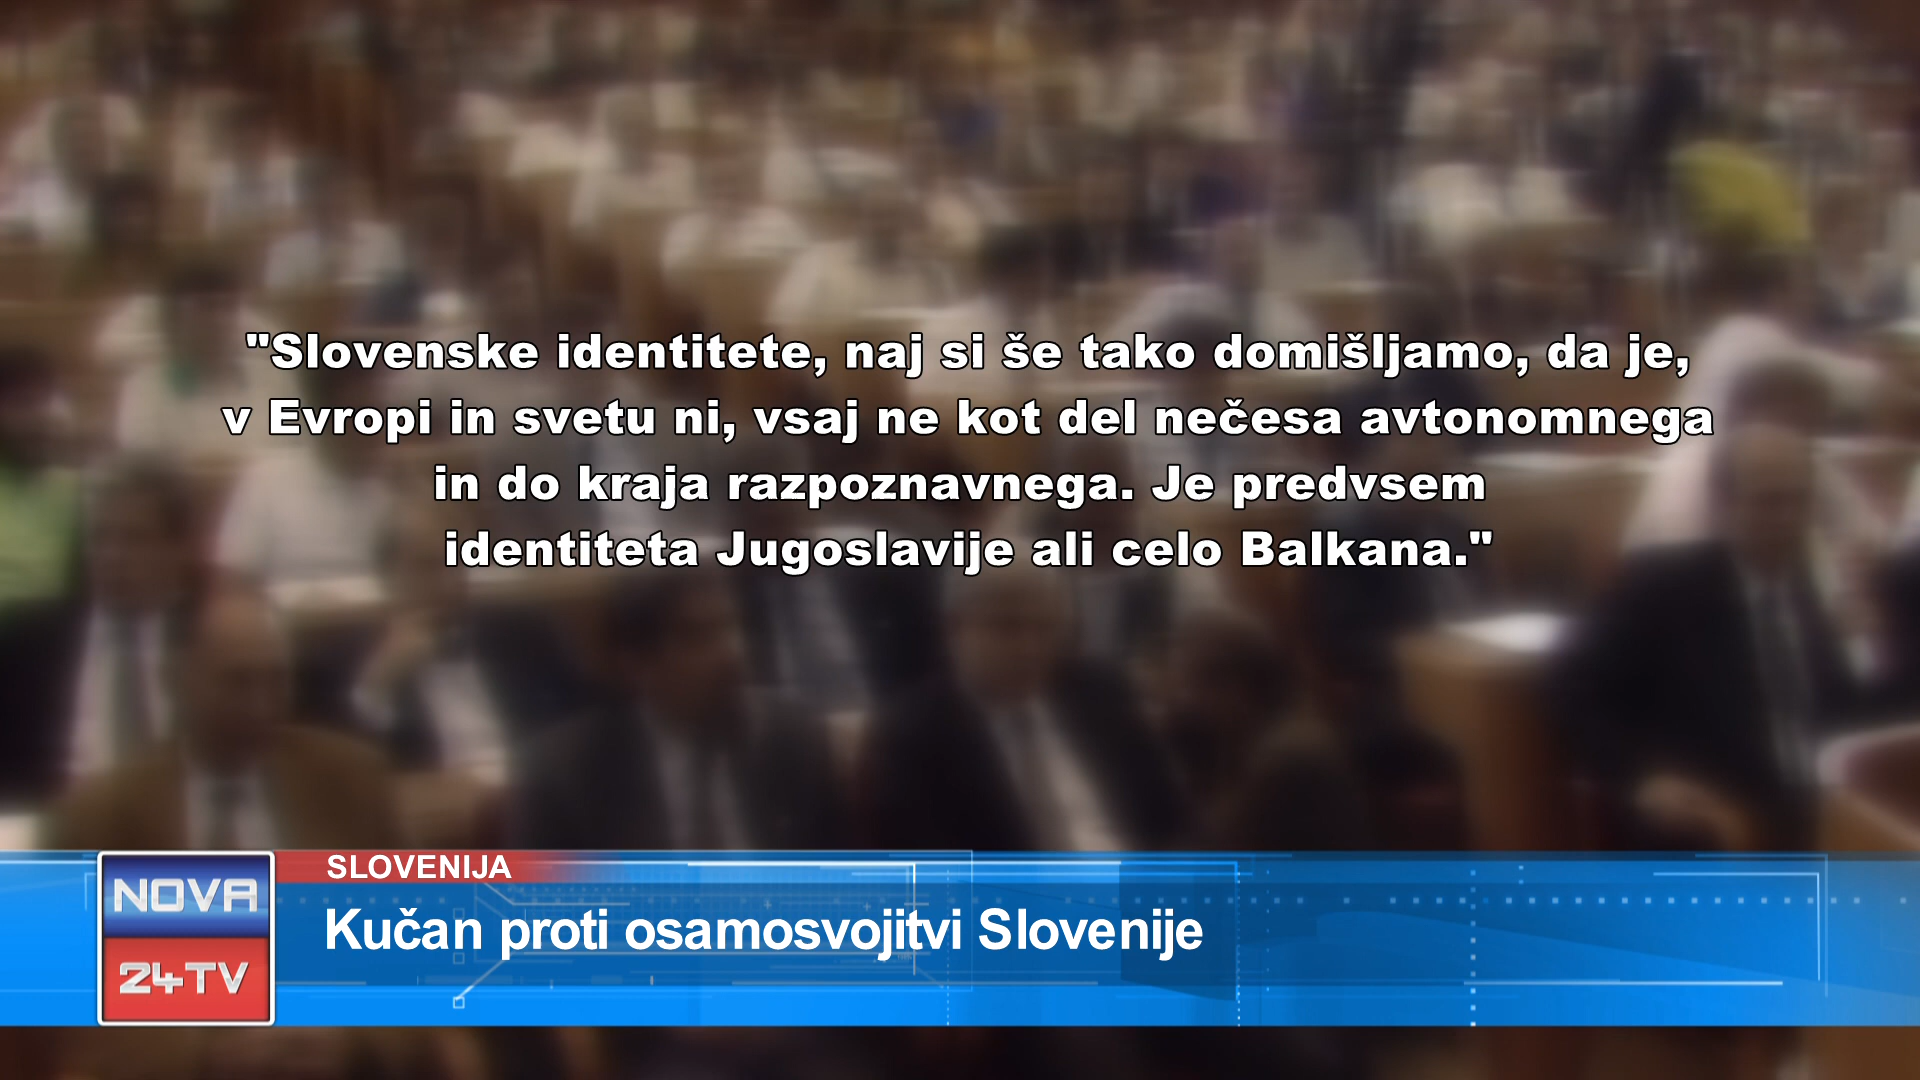 "Slovenske identitete, naj si še tako domišljamo, da je,
v Evropi in svetu ni, vsaj ne kot del nečesa avtonomnega
in do kraja razpoznavnega. Je predvsem
identiteta Jugoslavije ali celo Balkana."
SLOVENIJA
NOVA
24TV
Kučan proti osamosvojitvi Slovenije